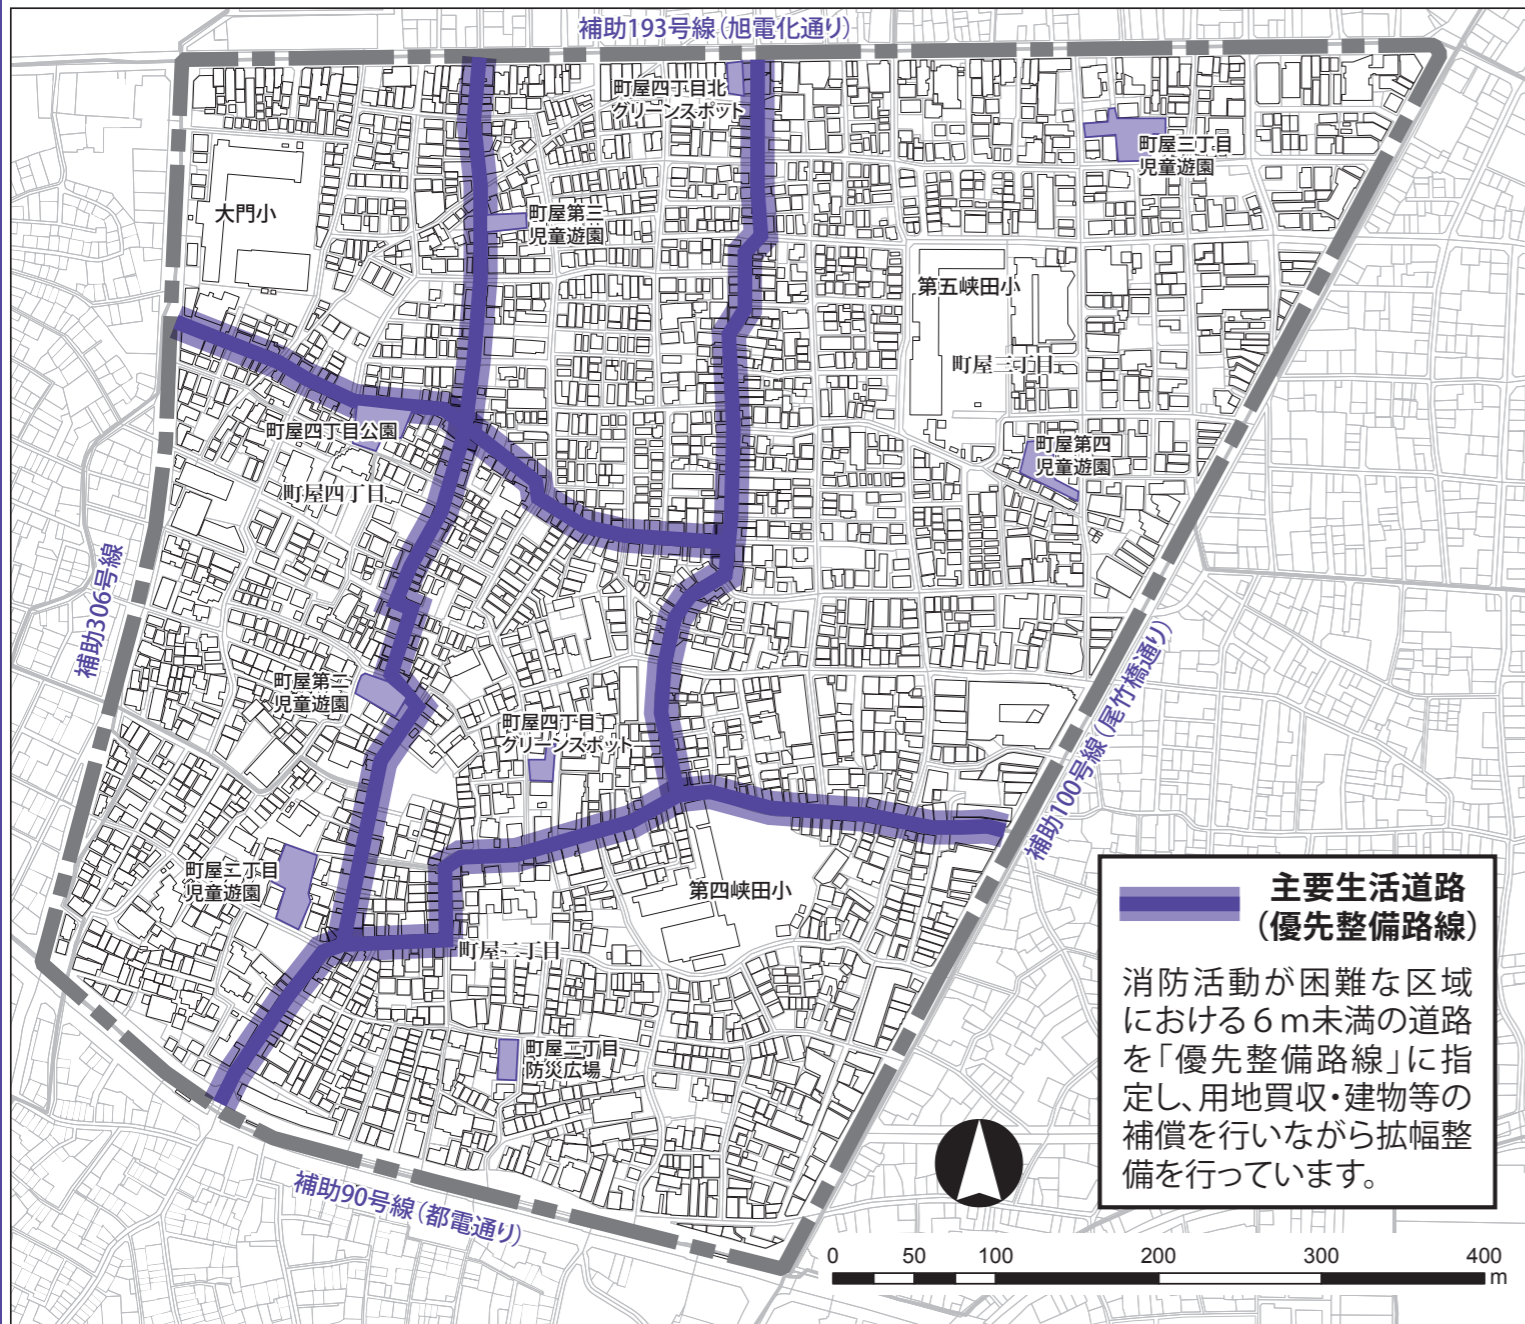 補助193号線(旭電化通り)
町屋四丁目北
グリーンスポット
町屋三丁目
児童遊園
大門小
町屋第三
児童遊園
第五峡田小
町屋三丁目
町屋四丁目公園
町屋第四
児童遊園
町屋四丁目
補助306号線
町屋第二
児童遊園
町屋四丁目
グリーンスポット
補助100号線(尾竹橋通り)
町屋二丁目
児童遊園
第四峡田小
町屋二丁目
町屋二丁目
防災広場
補助90号線(都電通り)
主要生活道路
(優先整備路線)
消防活動が困難な区域
における6m未満の道路
を「優先整備路線」に指
定し、用地買収・建物等の
補償を行いながら拡幅整
備を行っています。
0 50 100 200 300 400
m